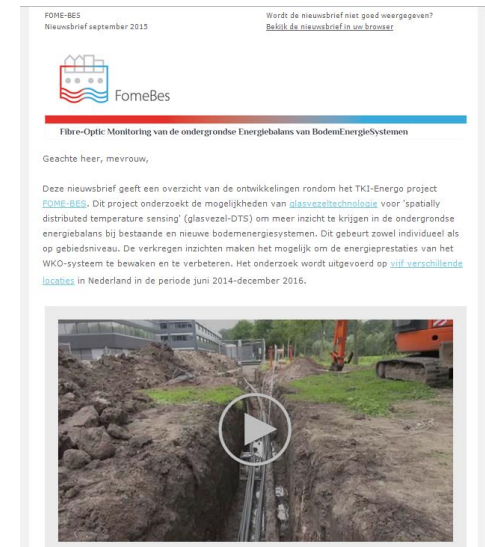 FOME-BES
Nieuwsbrief september 2015
Wordt de nieuwsbrief niet goed weergegeven?
Bekijk de nieuwsbrief in uw browser
FomeBes
Fibre-Optic Monitoring van de ondergrondse Energiebalans van BodemEnergieSystemen
Geachte heer, mevrouw,
Deze nieuwsbrief geeft een overzicht van de ontwikkelingen rondom het TKI-Energo project
FOME-BES. Dit project onderzoekt de mogelijkheden van glasvezeltechnologie voor 'spatially
distributed temperature sensing' (glasvezel-DTS) om meer inzicht te krijgen in de ondergrondse
energiebalans bij bestaande en nieuwe bodemenergiesystemen. Dit gebeurt zowel individueel als
op gebiedsniveau. De verkregen inzichten maken het mogelijk om de energieprestaties van het
WKO-systeem te bewaken en te verbeteren. Het onderzoek wordt uitgevoerd op vijf verschillende
locaties in Nederland in de periode juni 2014-december 2016.